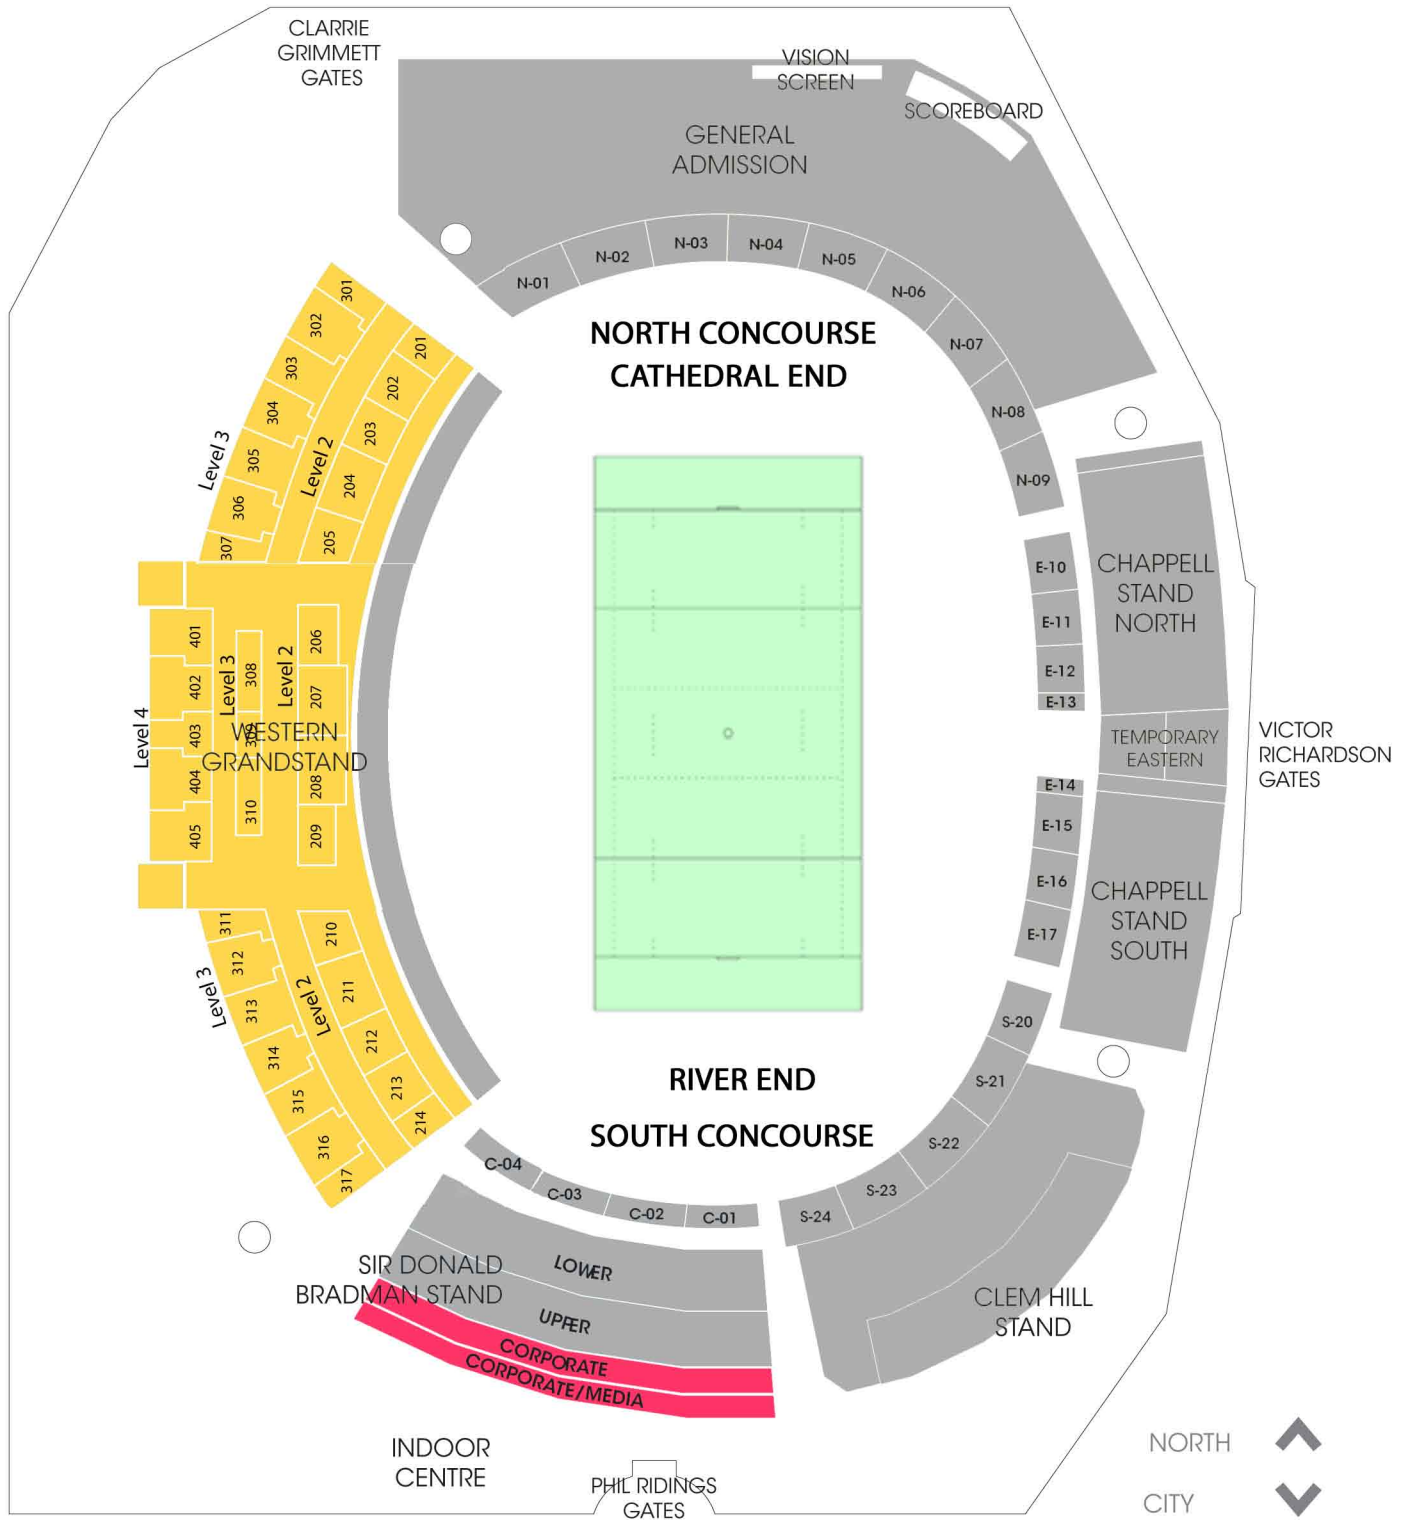 CLARRIE
GRIMMETT
GATES
VISION
SCREEN
SCOREBOARD
GENERAL
ADMISSION
N-01
N-02
N-03
N-04
N-05
N-06
N-07
N-08
N-09
NORTH CONCOURSE
CATHEDRAL END
301
302
303
304
305
306
307
Level 3
201
202
203
204
205
Level 2
E-10
E-11
E-12
E-13
CHAPPELL
STAND
NORTH
401
402
403
404
405
Level 4
308
309
310
Level 3
206
207
208
209
Level 2
WESTERN
GRANDSTAND
TEMPORARY
EASTERN
VICTOR
RICHARDSON
GATES
E-14
E-15
E-16
E-17
CHAPPELL
STAND
SOUTH
311
312
313
314
315
316
317
Level 3
210
211
212
213
214
Level 2
S-20
S-21
S-22
S-23
S-24
RIVER END
SOUTH CONCOURSE
C-04
C-03
C-02
C-01
SIR DONALD
BRADMAN STAND
LOWER
UPPER
CORPORATE
CORPORATE/MEDIA
CLEM HILL
STAND
INDOOR
CENTRE
PHIL RIDINGS
GATES
NORTH
CITY